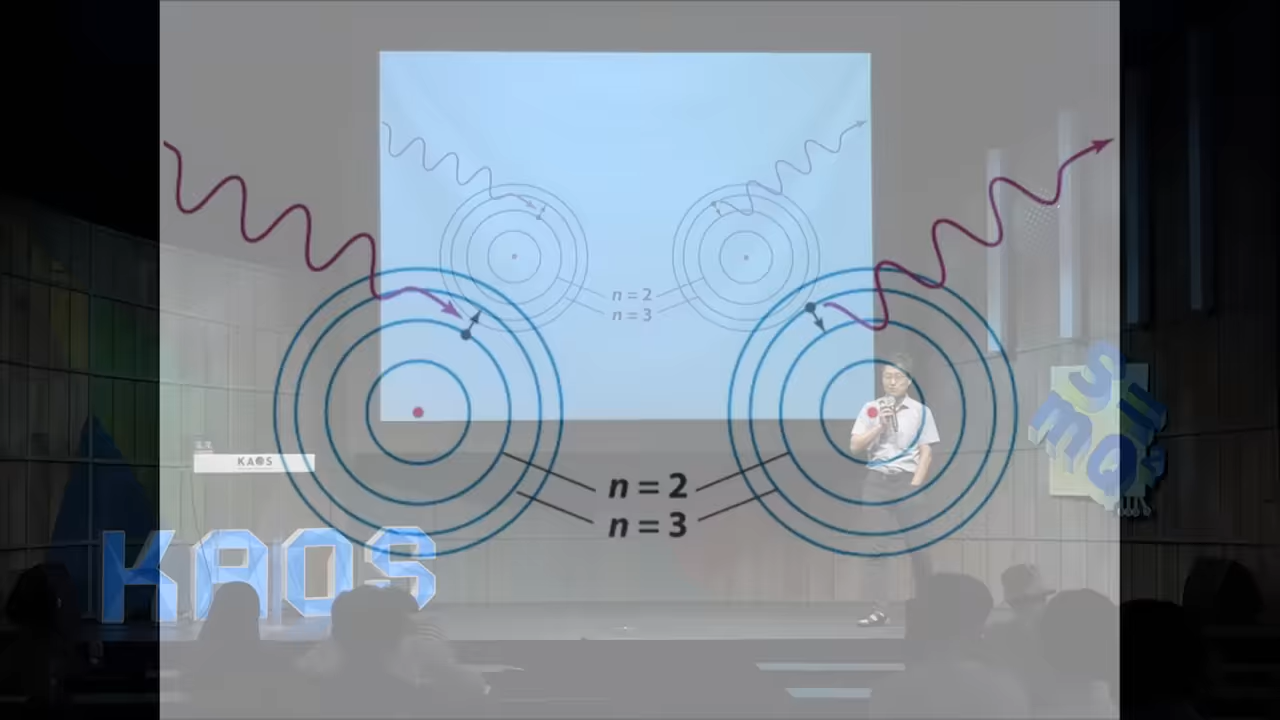 n = 2
n = 3
n = 2
n = 3
KAOS
KAOS